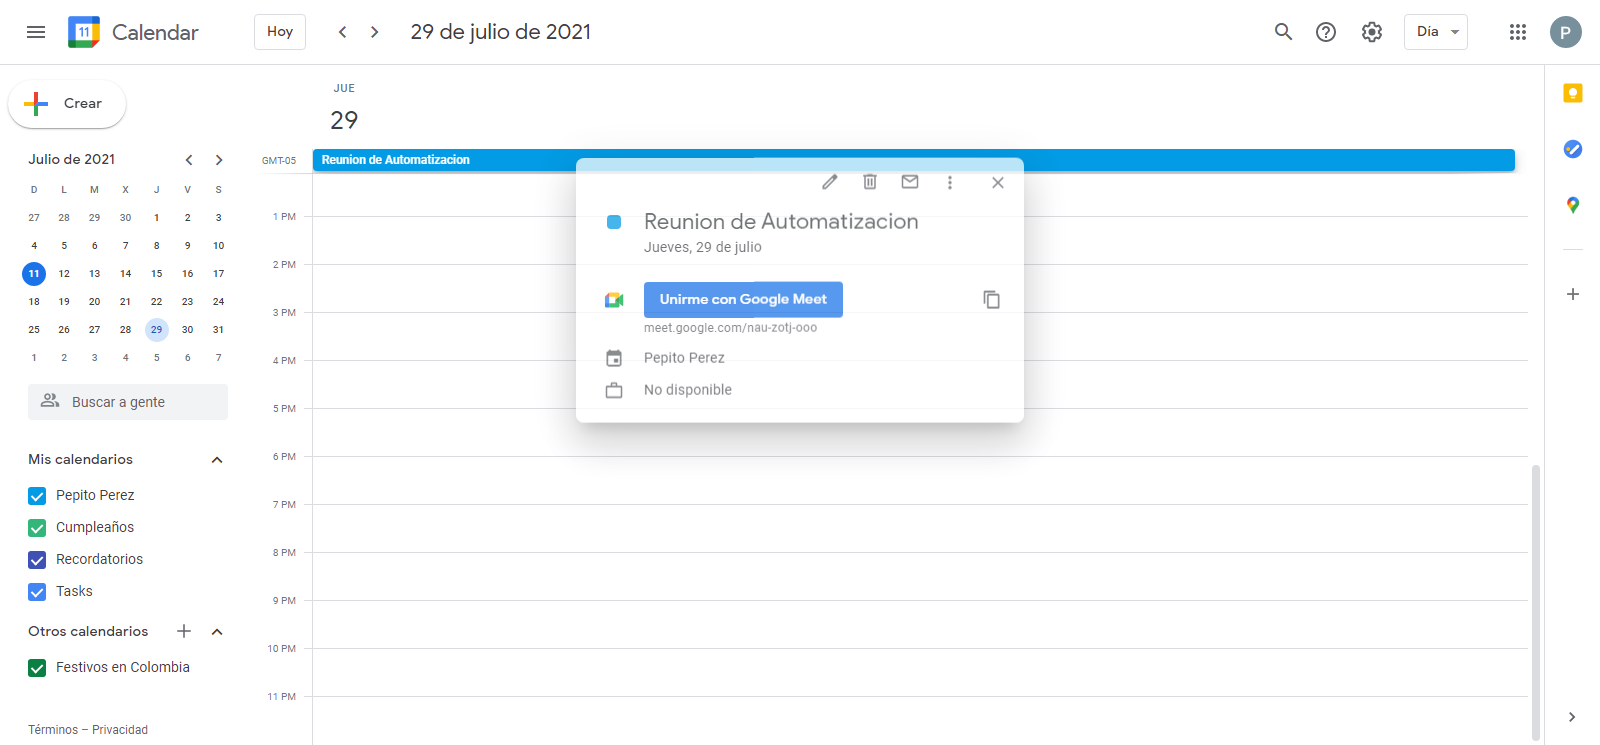 11 Calendar Hoy 29 de julio de 2021 Día P
Crear
Julio de 2021
D L M X J V S
27 28 29 30 1 2 3
4 5 6 7 8 9 10
11 12 13 14 15 16 17
18 19 20 21 22 23 24
25 26 27 28 29 30 31
1 2 3 4 5 6 7
Buscar a gente
Mis calendarios
Pepito Perez
Cumpleaños
Recordatorios
Tasks
Otros calendarios
Festivos en Colombia
Términos – Privacidad
JUE
29
GMT-05
Reunion de Automatizacion
1 PM
2 PM
3 PM
4 PM
5 PM
6 PM
7 PM
8 PM
9 PM
10 PM
11 PM
Reunion de Automatizacion
Jueves, 29 de julio
Unirme con Google Meet
meet.google.com/nau-zotj-ooo
Pepito Perez
No disponible